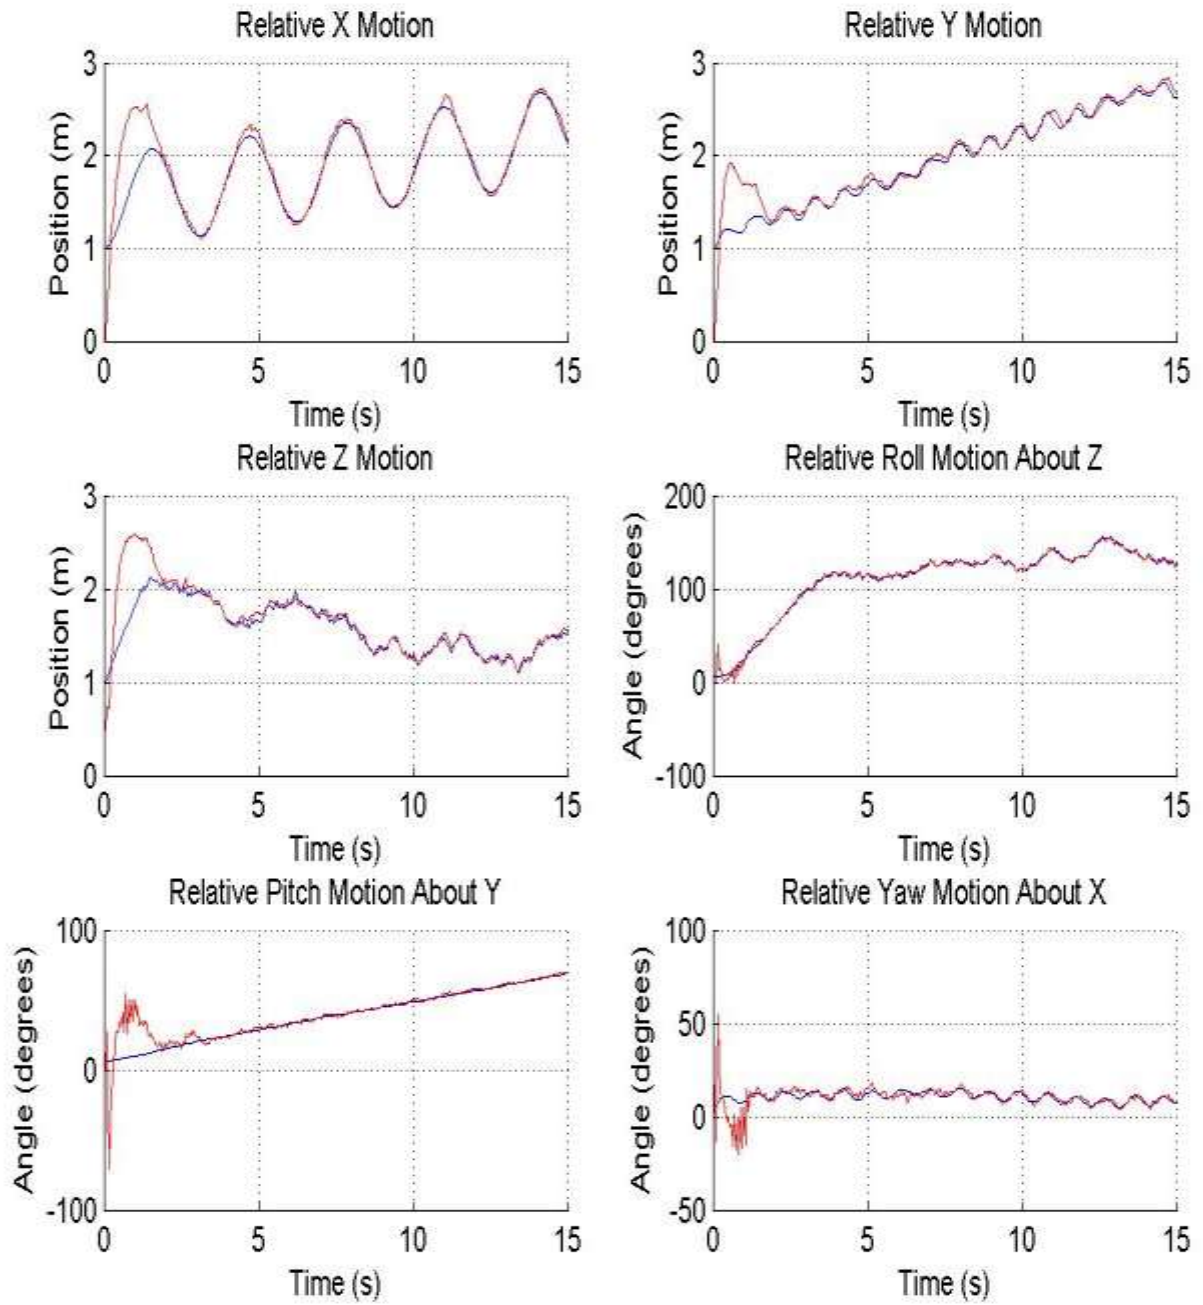 Relative X Motion
3
2
1
0
Position (m)
0 5 10 15
Time (s)
Relative Y Motion
3
2
1
0
Position (m)
0 5 10 15
Time (s)
Relative Z Motion
3
2
1
0
Position (m)
0 5 10 15
Time (s)
Relative Roll Motion About Z
200
100
0
-100
Angle (degrees)
0 5 10 15
Time (s)
Relative Pitch Motion About Y
100
0
-100
Angle (degrees)
0 5 10 15
Time (s)
Relative Yaw Motion About X
100
50
0
-50
Angle (degrees)
0 5 10 15
Time (s)